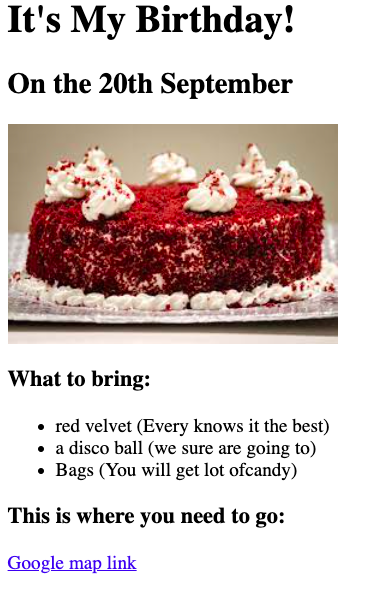 It's My Birthday!
On the 20th September
What to bring:
red velvet (Every knows it the best)
a disco ball (we sure are going to)
Bags (You will get lot ofcandy)
This is where you need to go:
Google map link